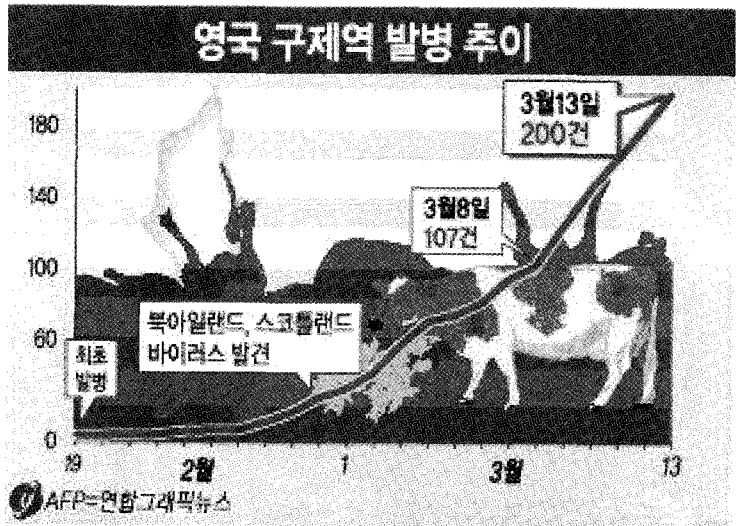 영국 구제역 발병 추이
180
140
100
60
0
3월13일
200건
3월8일
107건
북아일랜드, 스코틀랜드
바이러스 발견
최초
발병
19
2월
1
3월
13
AFP=연합그래픽뉴스